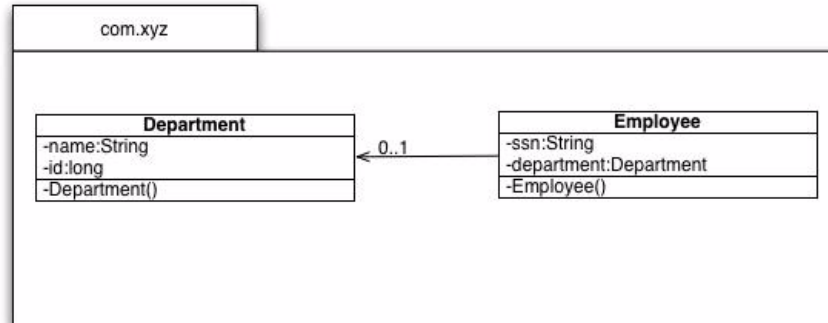 com.xyz
Department
-name:String
-id:long
-Department()
0..1
Employee
-ssn:String
-department:Department
-Employee()